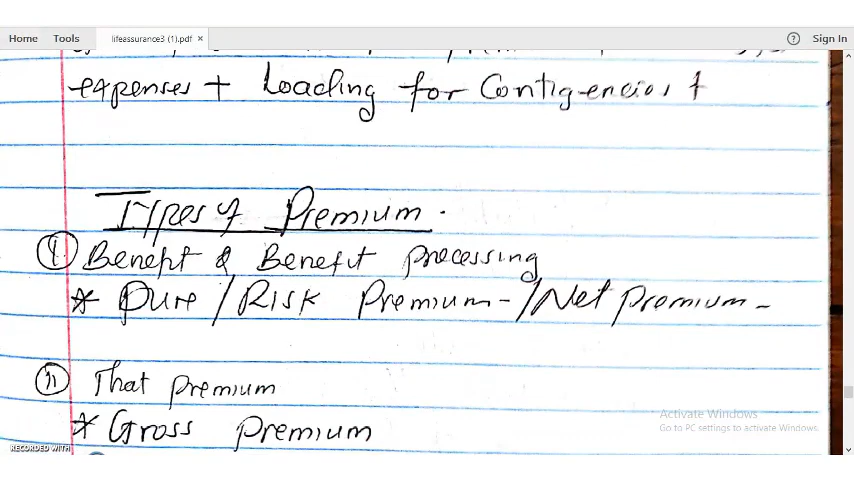 Home Tools lifeassurance3 (1).pdf × ? Sign In
expenses + Loading for Contigencies +
Types of Premium.
(i) Benefit & Benefit processing
* Pure / Risk Premium - / Net premium -
(ii) That premium
* Gross premium
Activate Windows
Go to PC settings to activate Windows.
RECORDED WITH